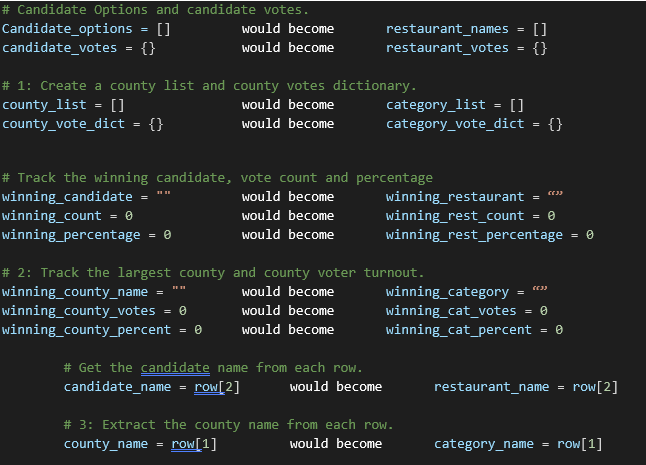 # Candidate Options and candidate votes.
Candidate_options = [] would become restaurant_names = []
candidate_votes = {} would become restaurant_votes = {}
# 1: Create a county list and county votes dictionary.
county_list = [] would become category_list = []
county_vote_dict = {} would become category_vote_dict = {}
# Track the winning candidate, vote count and percentage
winning_candidate = "" would become winning_restaurant = “”
winning_count = 0 would become winning_rest_count = 0
winning_percentage = 0 would become winning_rest_percentage = 0
# 2: Track the largest county and county voter turnout.
winning_county_name = "" would become winning_category = “”
winning_county_votes = 0 would become winning_cat_votes = 0
winning_county_percent = 0 would become winning_cat_percent = 0
# Get the candidate name from each row.
candidate_name = row[2] would become restaurant_name = row[2]
# 3: Extract the county name from each row.
county_name = row[1] would become category_name = row[1]